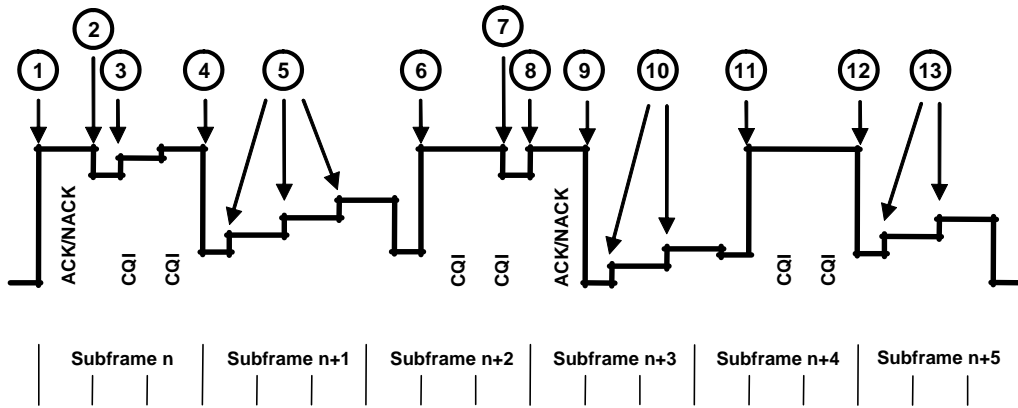 2
7
1
3
4
5
6
8
9
10
11
12
13
ACK/NACK
CQI
CQI
CQI
CQI
ACK/NACK
CQI
CQI
Subframe n
Subframe n+1
Subframe n+2
Subframe n+3
Subframe n+4
Subframe n+5